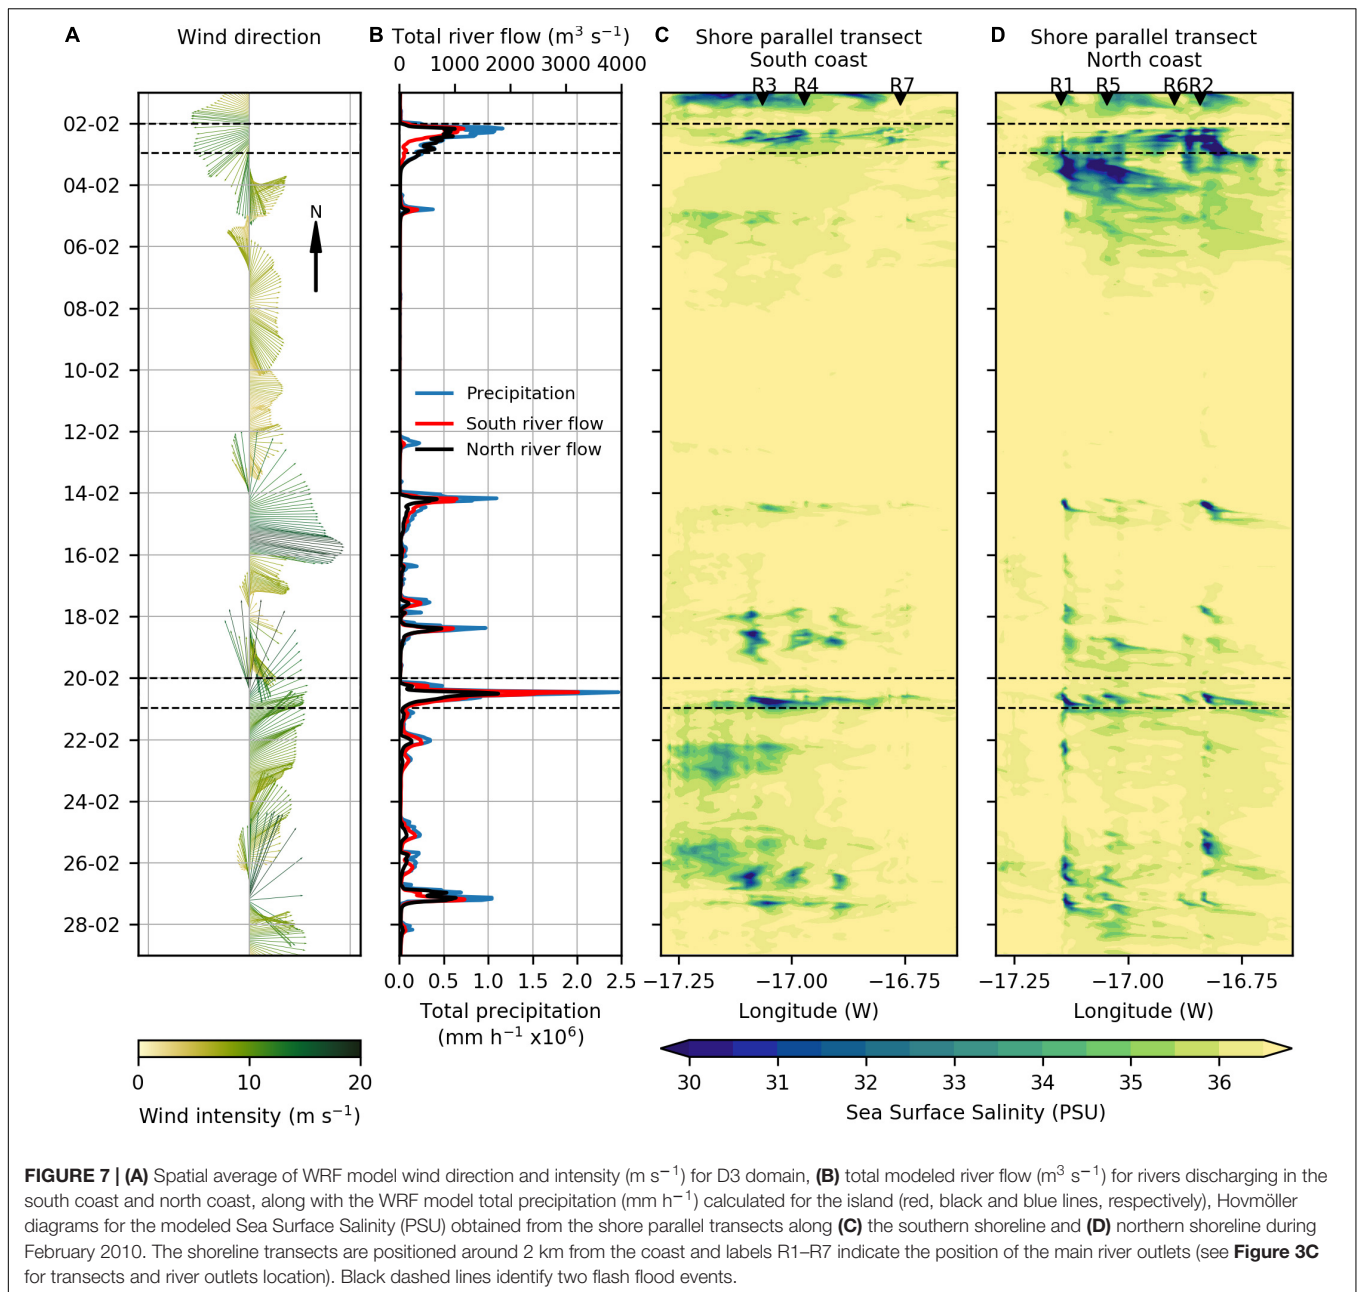 A
Wind direction
B
Total river flow (m³ s⁻¹)
0 1000 2000 3000 4000
C
Shore parallel transect
South coast
R3 R4 R7
D
Shore parallel transect
North coast
R1 R5 R6 R2
02-02
04-02
06-02
08-02
10-02
12-02
14-02
16-02
18-02
20-02
22-02
24-02
26-02
28-02
N
Precipitation
South river flow
North river flow
0.0 0.5 1.0 1.5 2.0 2.5
Total precipitation
(mm h⁻¹ x10⁶)
−17.25 −17.00 −16.75
Longitude (W)
−17.25 −17.00 −16.75
Longitude (W)
0 10 20
Wind intensity (m s⁻¹)
30 31 32 33 34 35 36
Sea Surface Salinity (PSU)
FIGURE 7 | (A) Spatial average of WRF model wind direction and intensity (m s⁻¹) for D3 domain, (B) total modeled river flow (m³ s⁻¹) for rivers discharging in the
south coast and north coast, along with the WRF model total precipitation (mm h⁻¹) calculated for the island (red, black and blue lines, respectively), Hovmöller
diagrams for the modeled Sea Surface Salinity (PSU) obtained from the shore parallel transects along (C) the southern shoreline and (D) northern shoreline during
February 2010. The shoreline transects are positioned around 2 km from the coast and labels R1–R7 indicate the position of the main river outlets (see Figure 3C
for transects and river outlets location). Black dashed lines identify two flash flood events.